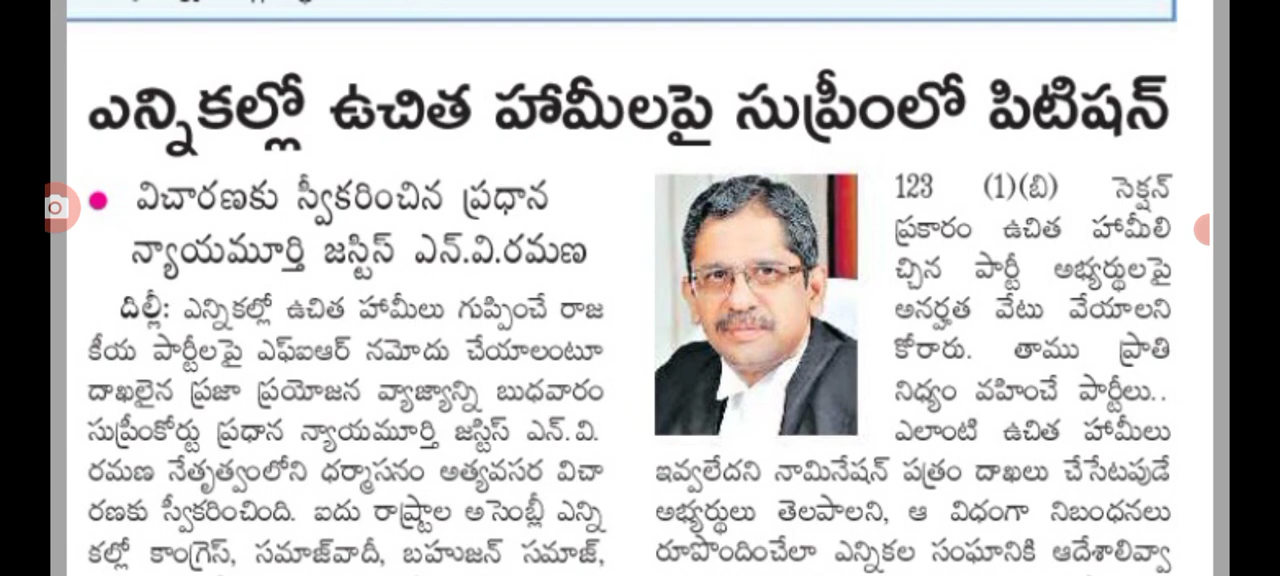 ఎన్నికల్లో ఉచిత హామీలపై సుప్రీంలో పిటిషన్
● విచారణకు స్వీకరించిన ప్రధాన
న్యాయమూర్తి జస్టిస్ ఎన్.వి.రమణ
దిల్లీ: ఎన్నికల్లో ఉచిత హామీలు గుప్పించే రాజ
కీయ పార్టీలపై ఎఫ్ఐఆర్ నమోదు చేయాలంటూ
దాఖలైన ప్రజా ప్రయోజన వ్యాజ్యాన్ని బుధవారం
సుప్రీంకోర్టు ప్రధాన న్యాయమూర్తి జస్టిస్ ఎన్.వి.
రమణ నేతృత్వంలోని ధర్మాసనం అత్యవసర విచా
రణకు స్వీకరించింది. ఐదు రాష్ట్రాల అసెంబ్లీ ఎన్ని
కల్లో కాంగ్రెస్, సమాజ్‌వాదీ, బహుజన్ సమాజ్,
123 (1)(బి) సెక్షన్
ప్రకారం ఉచిత హామీలి
చ్చిన పార్టీ అభ్యర్థులపై
అనర్హత వేటు వేయాలని
కోరారు. తాము ప్రాతి
నిధ్యం వహించే పార్టీలు..
ఎలాంటి ఉచిత హామీలు
ఇవ్వలేదని నామినేషన్ పత్రం దాఖలు చేసేటపుడే
అభ్యర్థులు తెలపాలని, ఆ విధంగా నిబంధనలు
రూపొందించేలా ఎన్నికల సంఘానికి ఆదేశాలివ్వా